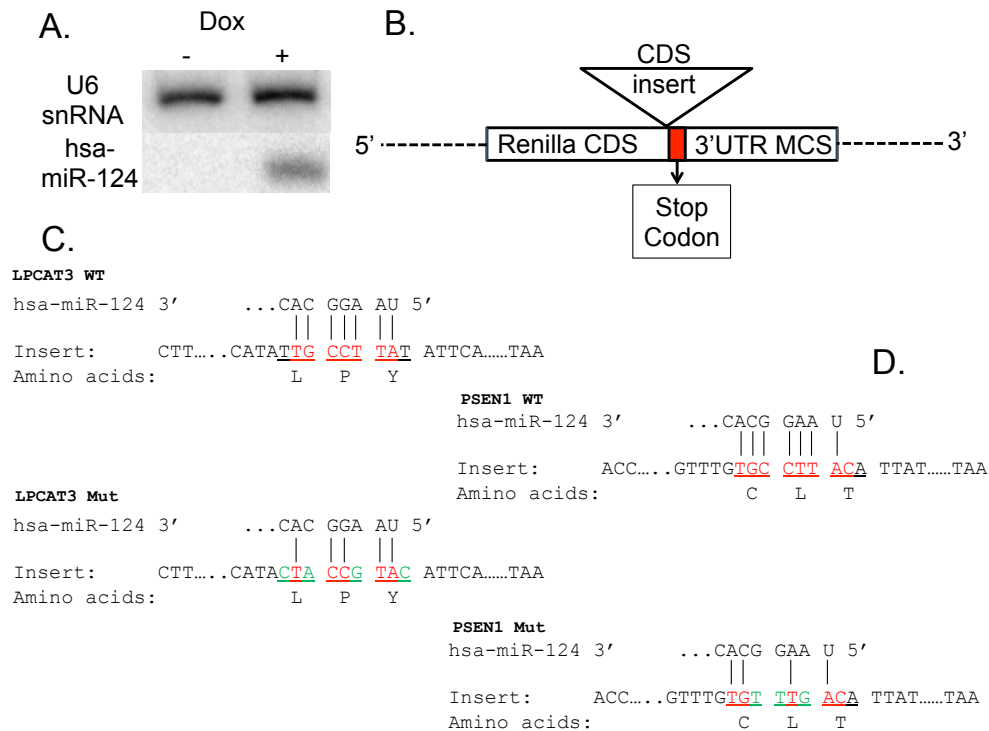 A.
Dox
- +
U6
snRNA
hsa-
miR-124
B.
CDS
insert
5’ Renilla CDS 3’UTR MCS 3’
Stop
Codon
C.
LPCAT3 WT
hsa-miR-124 3’ ...CAC GGA AU 5’
Insert: CTT…..CATATTG CCT TAT ATTCA……TAA
Amino acids: L P Y
LPCAT3 Mut
hsa-miR-124 3’ ...CAC GGA AU 5’
Insert: CTT…..CATACTA CCG TAC ATTCA……TAA
Amino acids: L P Y
D.
PSEN1 WT
hsa-miR-124 3’ ...CACG GAA U 5’
Insert: ACC.....GTTTGTGC CTT ACA TTAT……TAA
Amino acids: C L T
PSEN1 Mut
hsa-miR-124 3’ ...CACG GAA U 5’
Insert: ACC.....GTTTGTGT TTG ACA TTAT……TAA
Amino acids: C L T